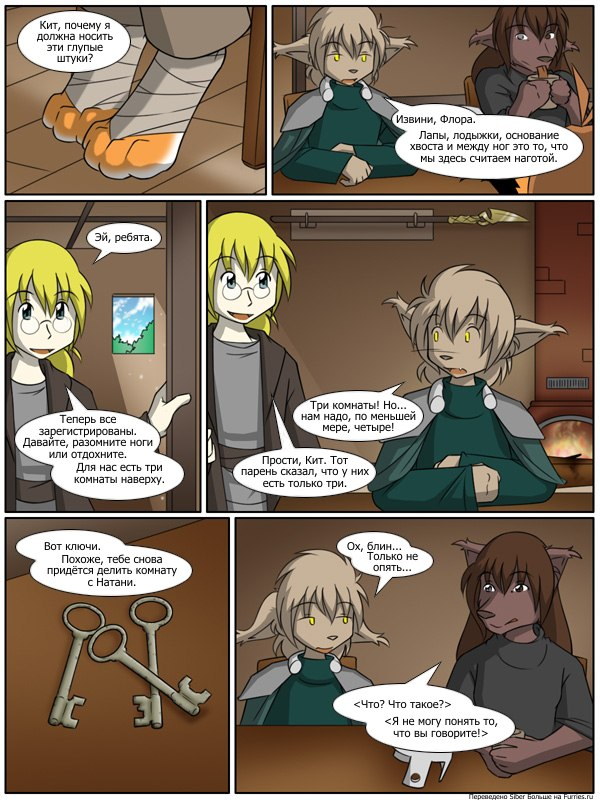 Кит, почему я
должна носить
эти глупые
штуки?
Извини, Флора.
Лапы, лодыжки, основание
хвоста и между ног это то, что
мы здесь считаем наготой.
Эй, ребята.
Теперь все
зарегистрированы.
Давайте, разомните ноги
или отдохните.
Для нас есть три
комнаты наверху.
Три комнаты! Но...
нам надо, по меньшей
мере, четыре!
Прости, Кит. Тот
парень сказал, что у них
есть только три.
Вот ключи.
Похоже, тебе снова
придётся делить комнату
с Натани.
Ох, блин...
Только не
опять...
<Что? Что такое?>
<Я не могу понять то,
что вы говорите!>
Переведено Siber Больше на Furries.ru